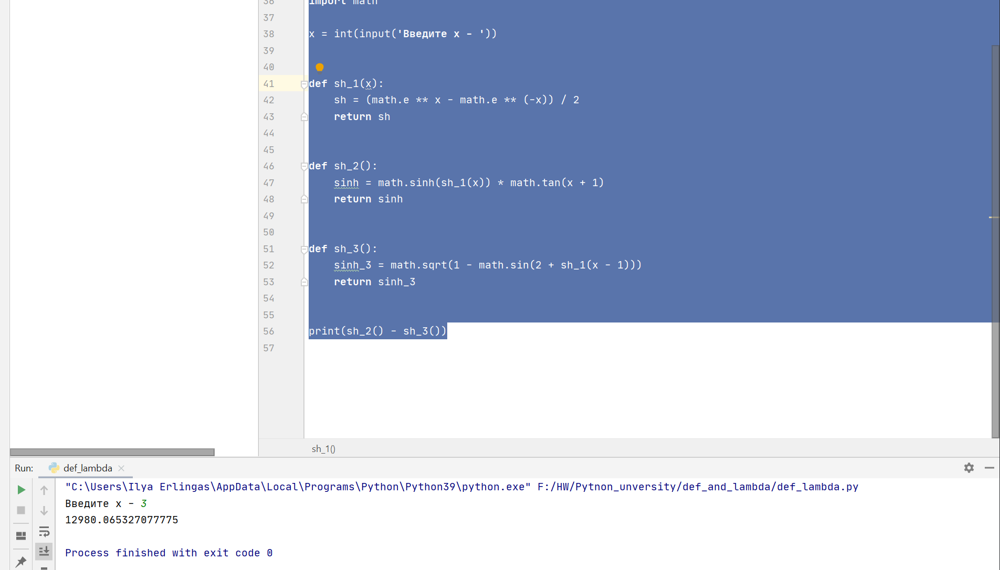 36 import math
37
38 x = int(input('Введите x - '))
39
40
41 def sh_1(x):
42     sh = (math.e ** x - math.e ** (-x)) / 2
43     return sh
44
45
46 def sh_2():
47     sinh = math.sinh(sh_1(x)) * math.tan(x + 1)
48     return sinh
49
50
51 def sh_3():
52     sinh_3 = math.sqrt(1 - math.sin(2 + sh_1(x - 1)))
53     return sinh_3
54
55
56 print(sh_2() - sh_3())
57
sh_1()
Run: def_lambda
"C:\Users\Ilya Erlingas\AppData\Local\Programs\Python\Python39\python.exe" F:/HW/Pytnon_unversity/def_and_lambda/def_lambda.py
Введите x - 3
12980.065327077775
Process finished with exit code 0